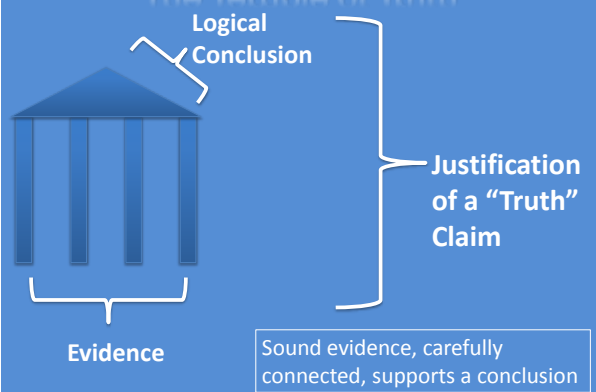 Logical
Conclusion
Justification
of a “Truth”
Claim
Evidence
Sound evidence, carefully
connected, supports a conclusion